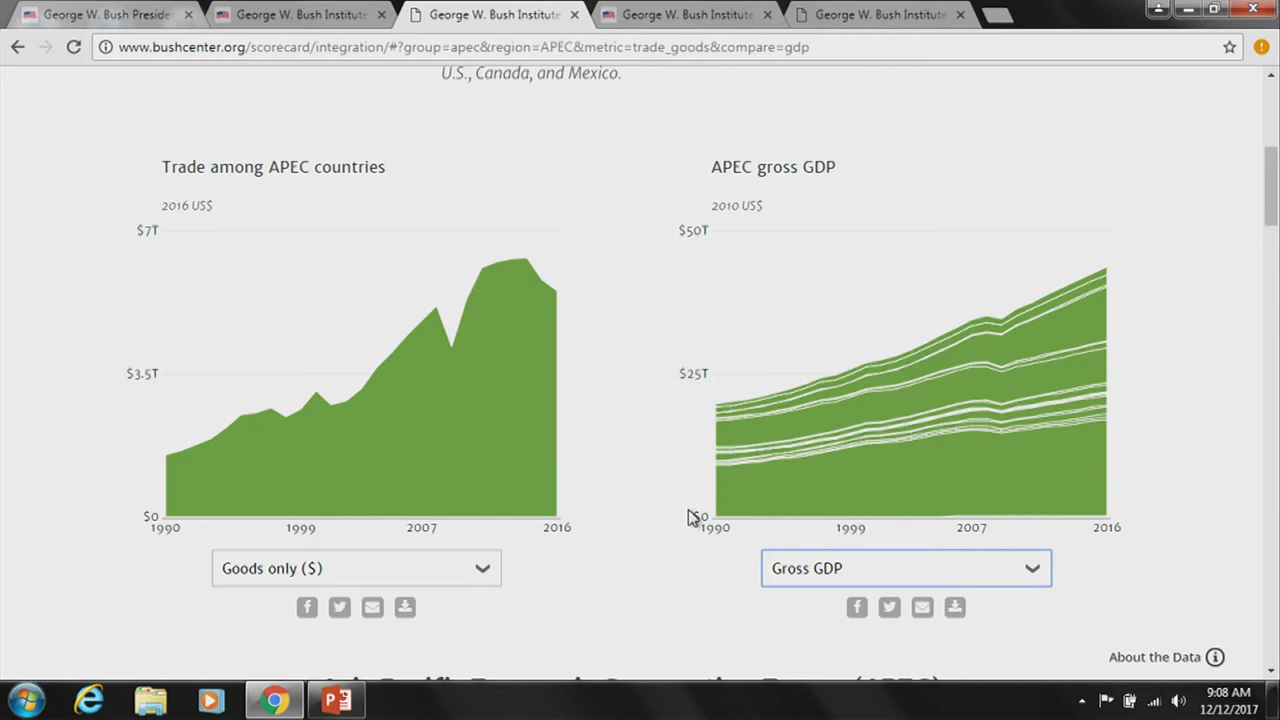 George W. Bush Presiden
George W. Bush Institute
George W. Bush Institute
George W. Bush Institute
George W. Bush Institute
www.bushcenter.org/scorecard/integration/#?group=apec&region=APEC&metric=trade_goods&compare=gdp
U.S., Canada, and Mexico.
Trade among APEC countries
2016 US$
$7T
$3.5T
$0
1990 1999 2007 2016
Goods only ($)
APEC gross GDP
2010 US$
$50T
$25T
$0
1990 1999 2007 2016
Gross GDP
About the Data
9:08 AM
12/12/2017